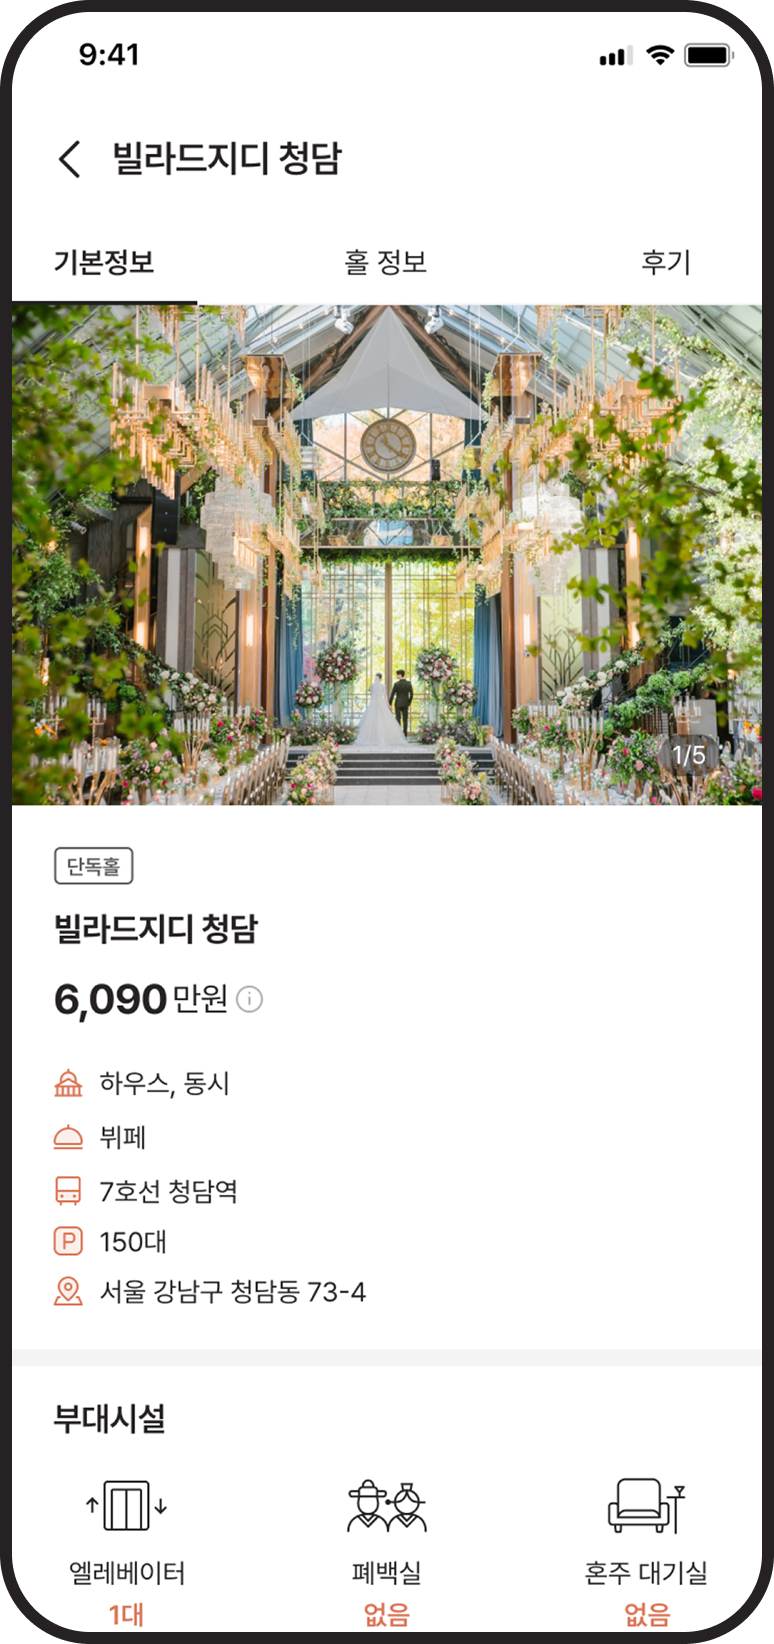 9:41
빌라드지디 청담
기본정보
홀 정보
후기
1/5
단독홀
빌라드지디 청담
6,090만원
하우스, 동시
뷔페
7호선 청담역
P
150대
서울 강남구 청담동 73-4
부대시설
엘레베이터
폐백실
혼주 대기실
1대
없음
없음